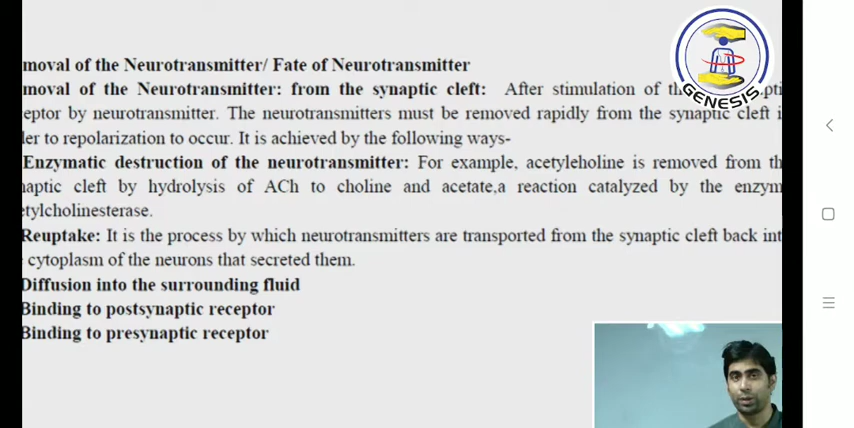 moval of the Neurotransmitter/ Fate of Neurotransmitter
moval of the Neurotransmitter: from the synaptic cleft: After stimulation of th
eptor by neurotransmitter. The neurotransmitters must be removed rapidly from the synaptic cleft i
ler to repolarization to occur. It is achieved by the following ways-
Enzymatic destruction of the neurotransmitter: For example, acetyleholine is removed from th
naptic cleft by hydrolysis of ACh to choline and acetate,a reaction catalyzed by the enzym
etylcholinesterase.
Reuptake: It is the process by which neurotransmitters are transported from the synaptic cleft back int
cytoplasm of the neurons that secreted them.
Diffusion into the surrounding fluid
Binding to postsynaptic receptor
Binding to presynaptic receptor
GENESIS